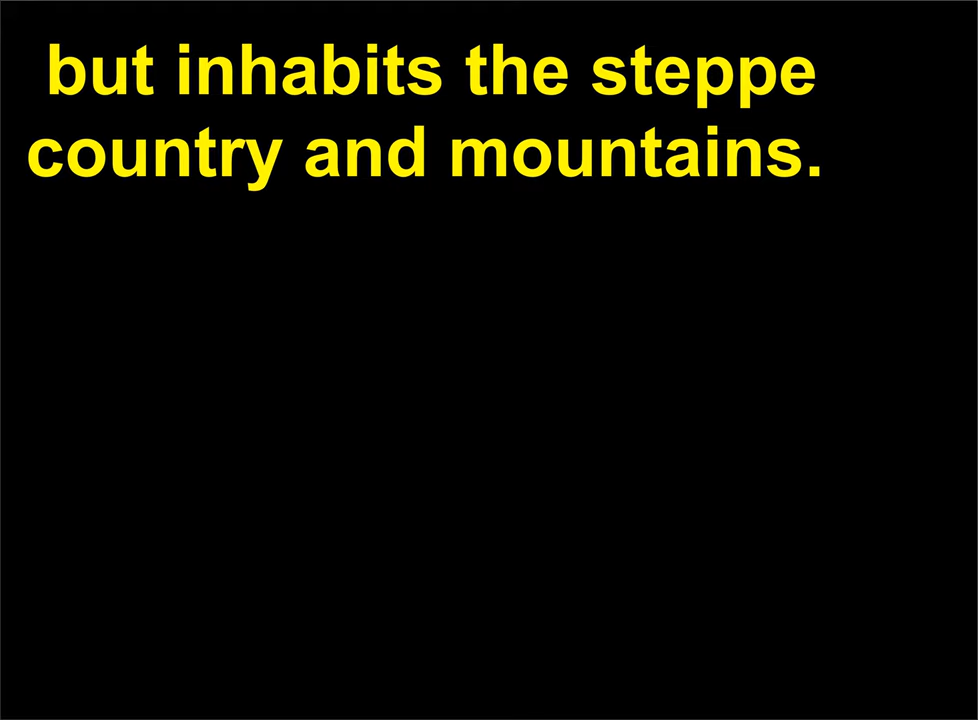 but inhabits the steppe
country and mountains.